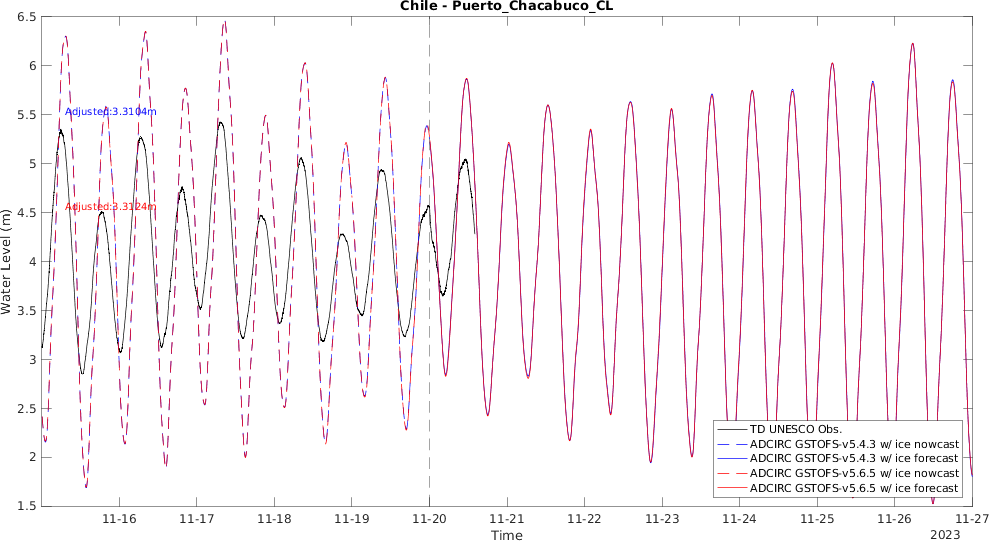 Chile - Puerto_Chacabuco_CL
6.5
6
5.5
5
4.5
4
3.5
3
2.5
2
1.5
Water Level (m)
Adjusted:3.3104m
Adjusted:3.3124m
TD UNESCO Obs.
ADCIRC GSTOFS-v5.4.3 w/ ice nowcast
ADCIRC GSTOFS-v5.4.3 w/ ice forecast
ADCIRC GSTOFS-v5.6.5 w/ ice nowcast
ADCIRC GSTOFS-v5.6.5 w/ ice forecast
11-16 11-17 11-18 11-19 11-20 11-21 11-22 11-23 11-24 11-25 11-26 11-27
Time
2023